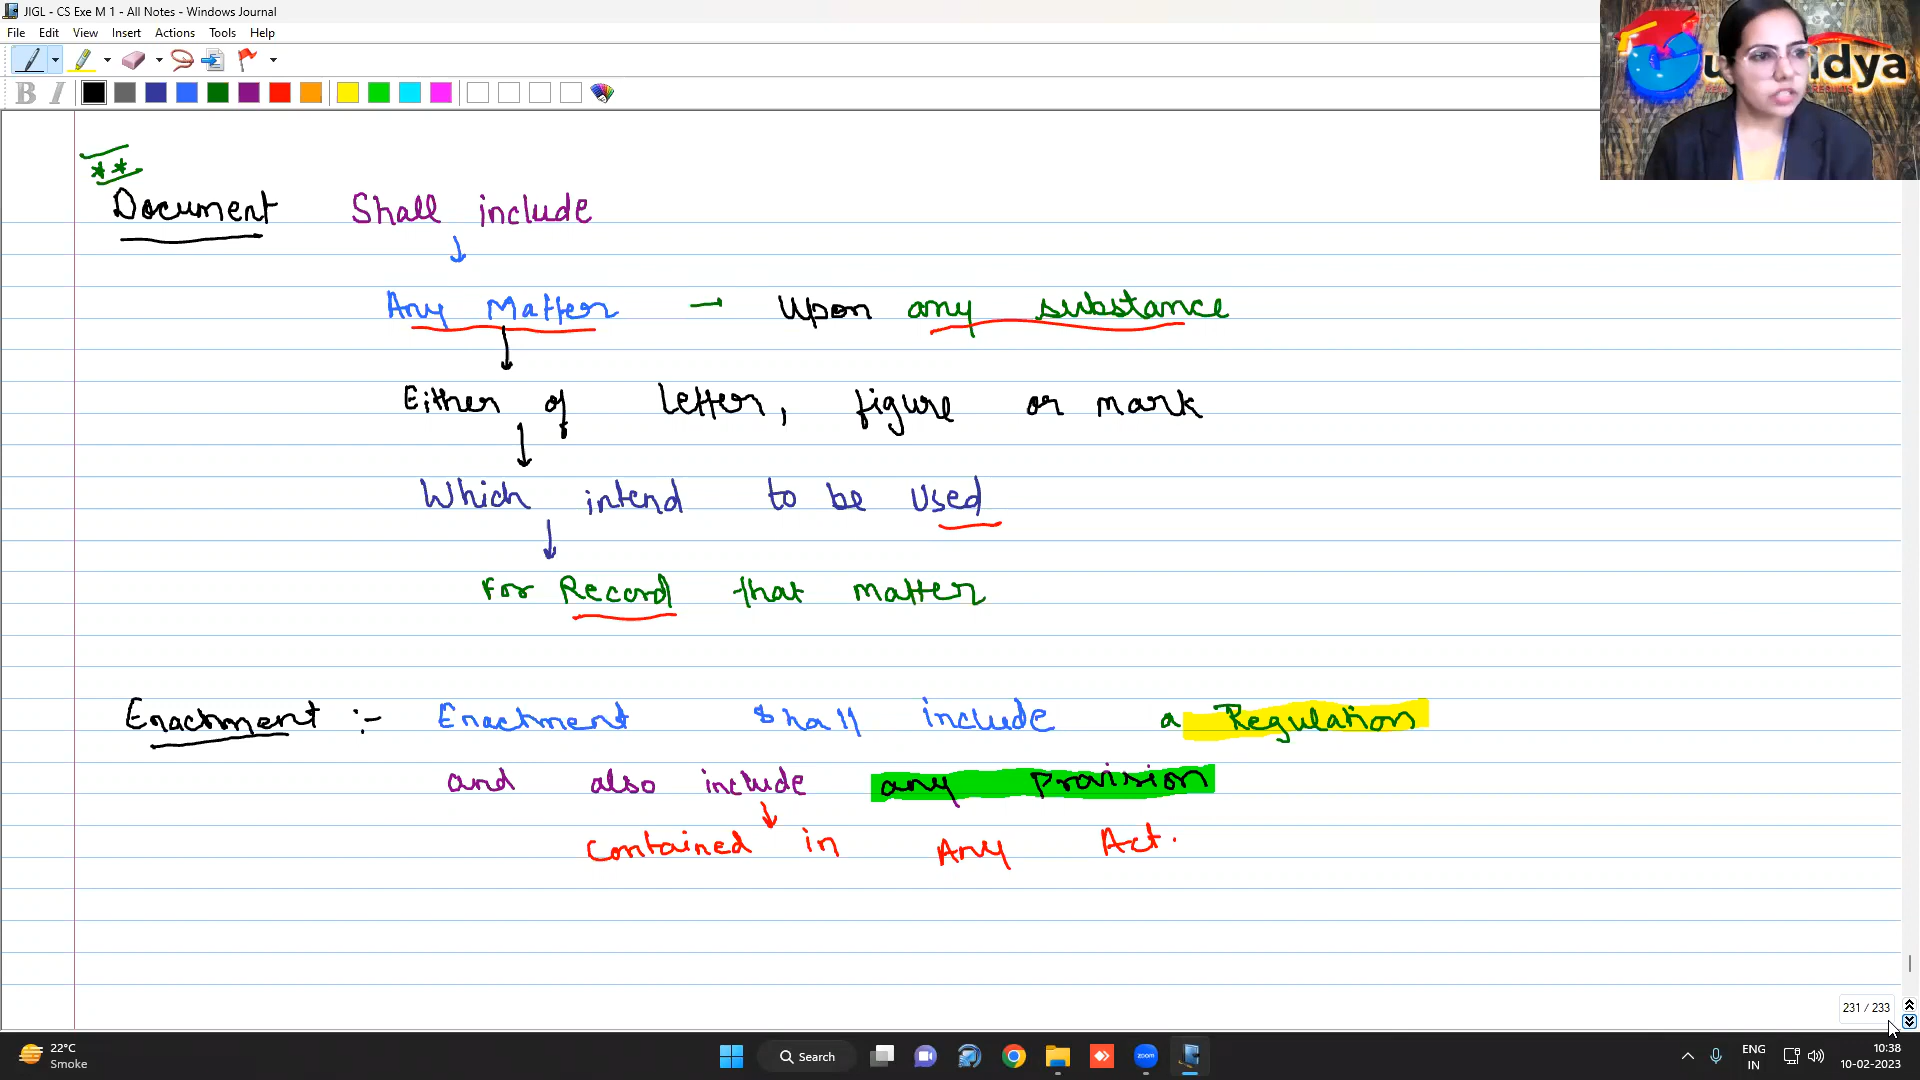 JIGL - CS Exe M 1 - All Notes - Windows Journal
File Edit View Insert Actions Tools Help
B I
**
Document Shall include
Any Matter → Upon any substance
Either of letter, figure or mark
Which intend to be Used
For Record that matter
Enactment :- Enactment shall include a Regulation
and also include any Provision
contained in Any Act.
231 / 233
22°C
Smoke
Search
zoom
ENG
IN
10:38
10-02-2023